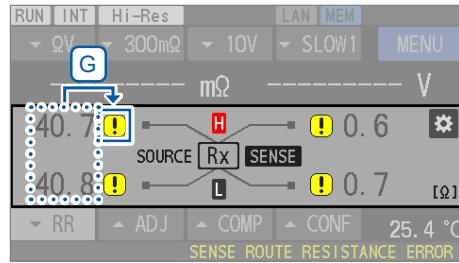 RUN INT Hi-Res LAN MEM
ΩV 300mΩ 10V SLOW1 MENU
G
------ mΩ ------ V
40.7 ! H ! 0.6
SOURCE Rx SENSE
40.8 ! L ! 0.7 [Ω]
RR ADJ COMP CONF 25.4 °C
SENSE ROUTE RESISTANCE ERROR